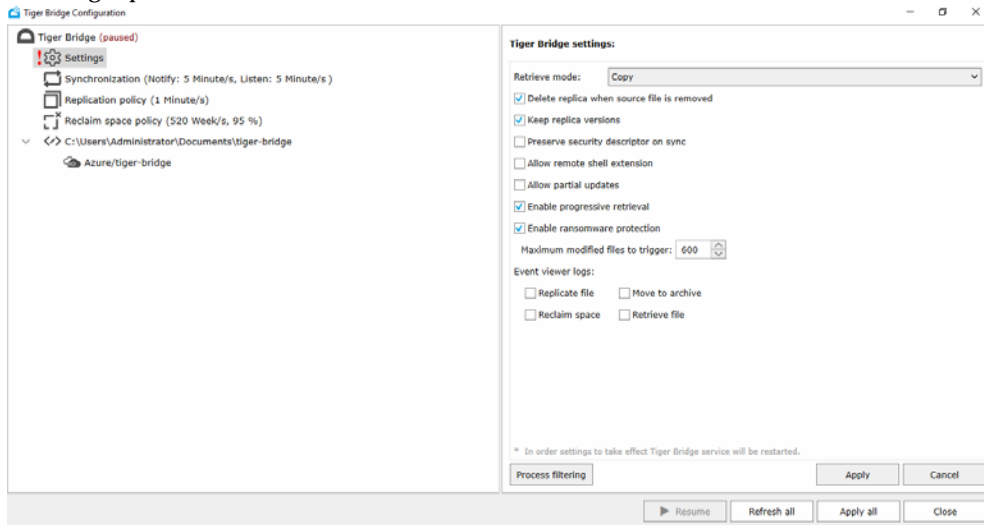 Tiger Bridge Configuration
Tiger Bridge (paused)
Settings
Synchronization (Notify: 5 Minute/s, Listen: 5 Minute/s )
Replication policy (1 Minute/s)
Reclaim space policy (520 Week/s, 95 %)
C:\Users\Administrator\Documents\tiger-bridge
Azure/tiger-bridge
Tiger Bridge settings:
Retrieve mode: Copy
Delete replica when source file is removed
Keep replica versions
Preserve security descriptor on sync
Allow remote shell extension
Allow partial updates
Enable progressive retrieval
Enable ransomware protection
Maximum modified files to trigger: 600
Event viewer logs:
Replicate file Move to archive
Reclaim space Retrieve file
* In order settings to take effect Tiger Bridge service will be restarted.
Process filtering Apply Cancel
Resume Refresh all Apply all Close